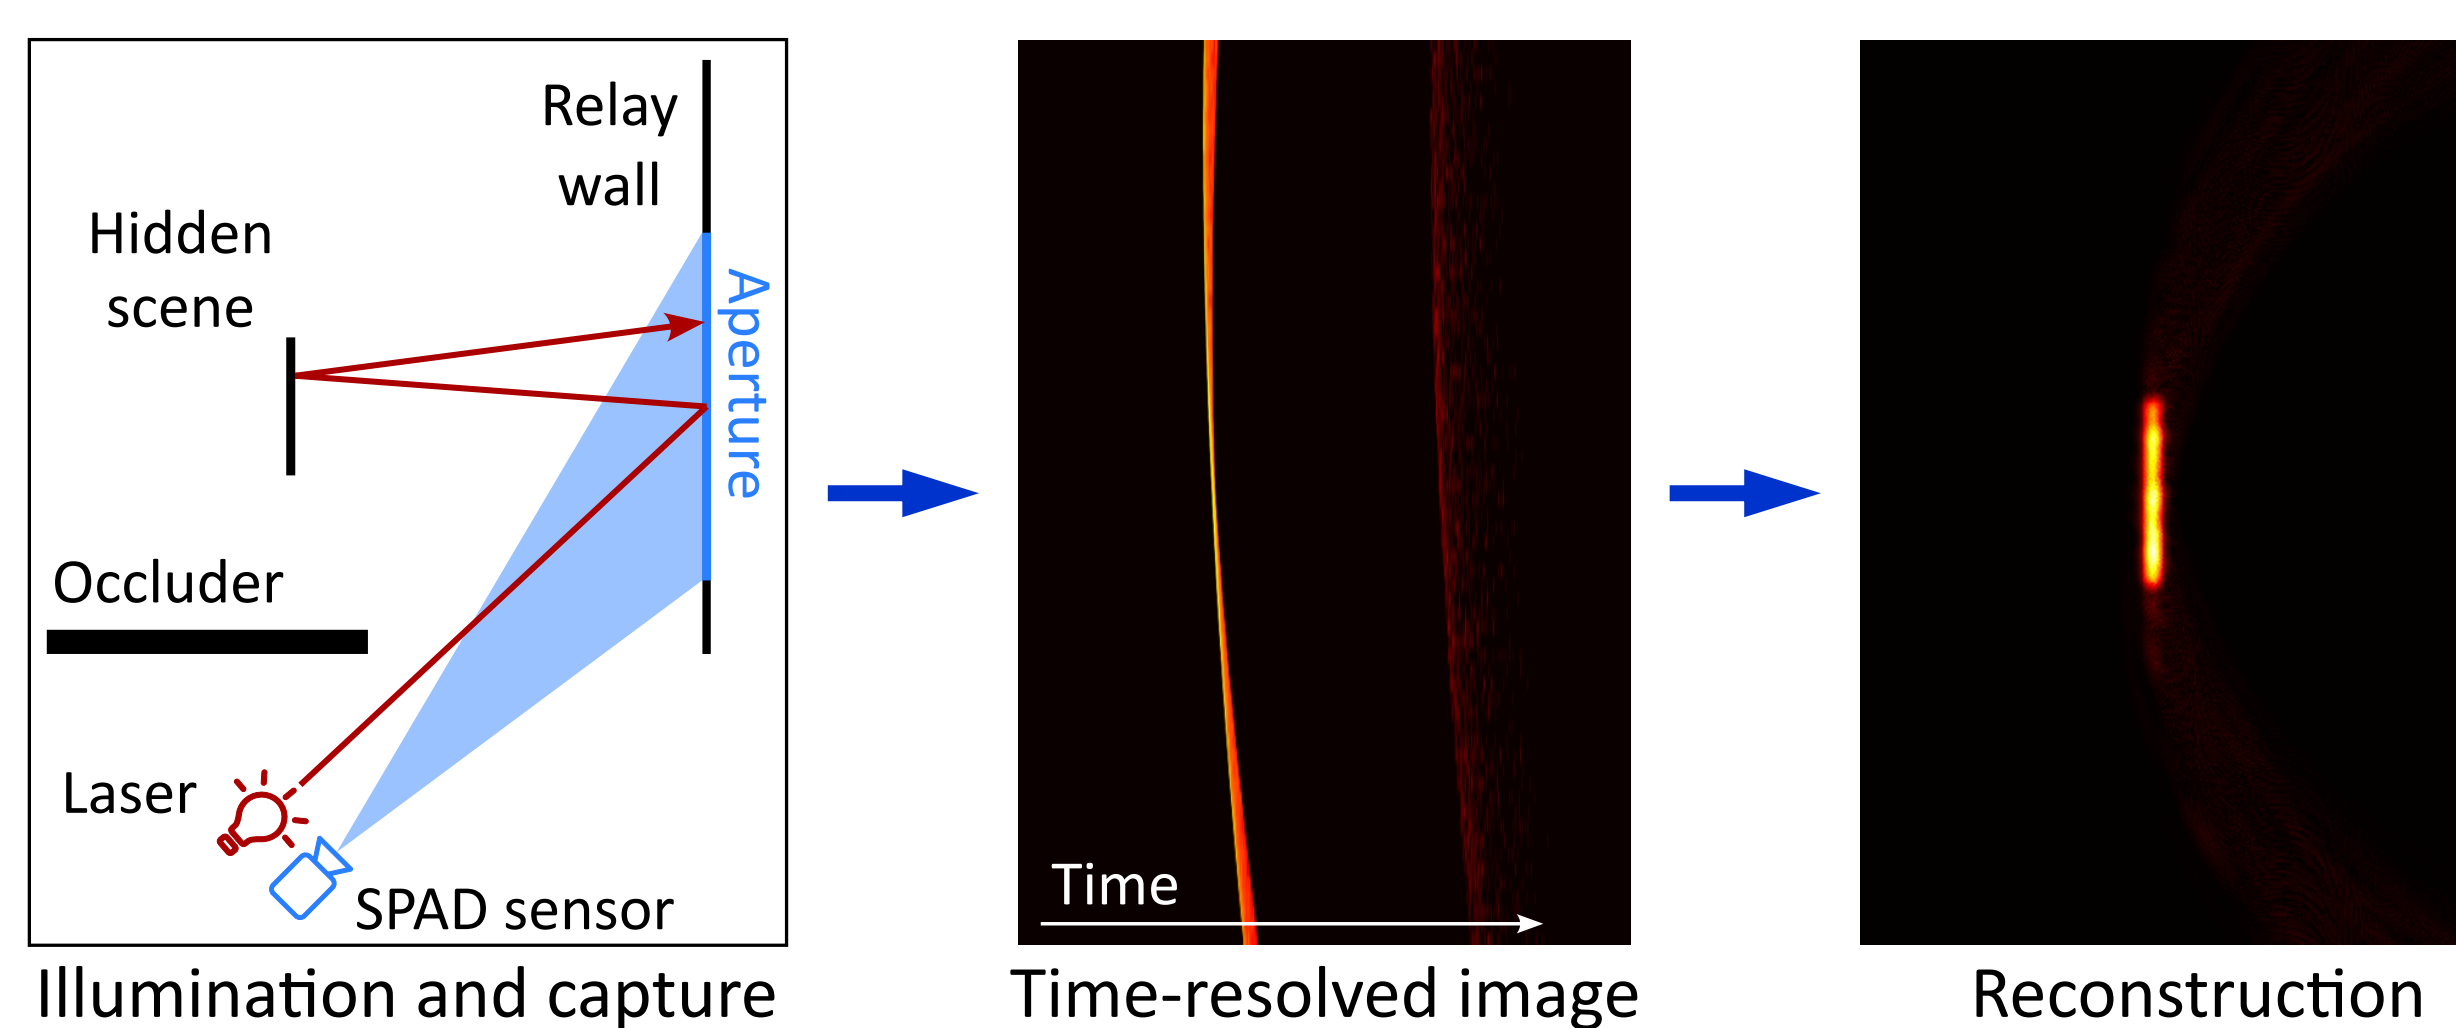 Relay
wall
Hidden
scene
Aperture
Occluder
Laser
SPAD sensor
Illumination and capture
Time
Time-resolved image
Reconstruction